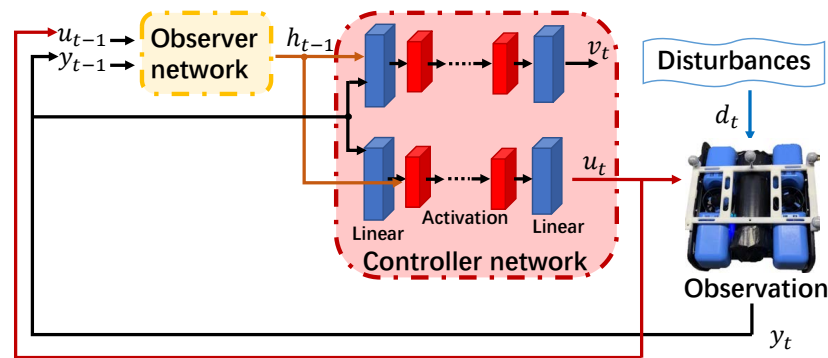 u_{t-1}
y_{t-1}
Observer
network
h_{t-1}
v_t
Disturbances
d_t
u_t
Linear
Activation
Linear
Controller network
Observation
y_t